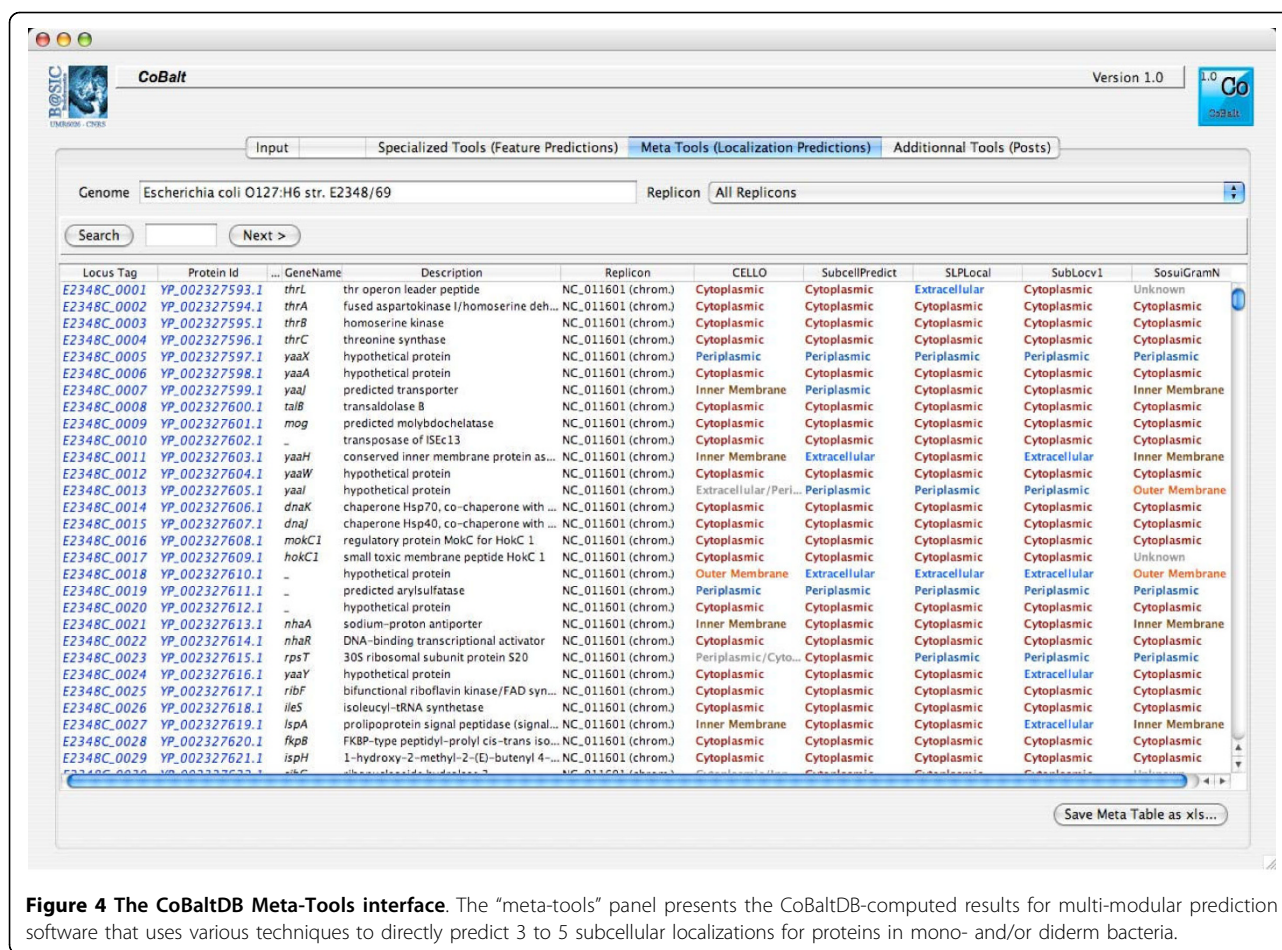 B@SIC
UMR6026 - CNRS
CoBalt
Version 1.0
1.0 Co
CoBalt
Input Specialized Tools (Feature Predictions) Meta Tools (Localization Predictions) Additionnal Tools (Posts)
Genome Escherichia coli O127:H6 str. E2348/69 Replicon All Replicons
Search Next >
Locus Tag Protein Id ... GeneName Description Replicon CELLO SubcellPredict SLPLocal SubLocv1 SosuiGramN
E2348C_0001 YP_002327593.1 thrL thr operon leader peptide NC_011601 (chrom.) Cytoplasmic Cytoplasmic Extracellular Cytoplasmic Unknown
E2348C_0002 YP_002327594.1 thrA fused aspartokinase I/homoserine deh... NC_011601 (chrom.) Cytoplasmic Cytoplasmic Cytoplasmic Cytoplasmic Cytoplasmic
E2348C_0003 YP_002327595.1 thrB homoserine kinase NC_011601 (chrom.) Cytoplasmic Cytoplasmic Cytoplasmic Cytoplasmic Cytoplasmic
E2348C_0004 YP_002327596.1 thrC threonine synthase NC_011601 (chrom.) Cytoplasmic Cytoplasmic Cytoplasmic Cytoplasmic Cytoplasmic
E2348C_0005 YP_002327597.1 yaaX hypothetical protein NC_011601 (chrom.) Periplasmic Periplasmic Periplasmic Periplasmic Periplasmic
E2348C_0006 YP_002327598.1 yaaA hypothetical protein NC_011601 (chrom.) Cytoplasmic Cytoplasmic Cytoplasmic Cytoplasmic Cytoplasmic
E2348C_0007 YP_002327599.1 yaaJ predicted transporter NC_011601 (chrom.) Inner Membrane Periplasmic Cytoplasmic Cytoplasmic Inner Membrane
E2348C_0008 YP_002327600.1 talB transaldolase B NC_011601 (chrom.) Cytoplasmic Cytoplasmic Cytoplasmic Cytoplasmic Cytoplasmic
E2348C_0009 YP_002327601.1 mog predicted molybdochelatase NC_011601 (chrom.) Cytoplasmic Cytoplasmic Cytoplasmic Cytoplasmic Cytoplasmic
E2348C_0010 YP_002327602.1 _ transposase of ISEc13 NC_011601 (chrom.) Cytoplasmic Cytoplasmic Cytoplasmic Cytoplasmic Cytoplasmic
E2348C_0011 YP_002327603.1 yaaH conserved inner membrane protein as... NC_011601 (chrom.) Inner Membrane Extracellular Cytoplasmic Extracellular Inner Membrane
E2348C_0012 YP_002327604.1 yaaW hypothetical protein NC_011601 (chrom.) Cytoplasmic Cytoplasmic Cytoplasmic Cytoplasmic Cytoplasmic
E2348C_0013 YP_002327605.1 yaaI hypothetical protein NC_011601 (chrom.) Extracellular/Peri... Periplasmic Periplasmic Periplasmic Outer Membrane
E2348C_0014 YP_002327606.1 dnaK chaperone Hsp70, co-chaperone with ... NC_011601 (chrom.) Cytoplasmic Cytoplasmic Cytoplasmic Cytoplasmic Cytoplasmic
E2348C_0015 YP_002327607.1 dnaJ chaperone Hsp40, co-chaperone with ... NC_011601 (chrom.) Cytoplasmic Cytoplasmic Cytoplasmic Cytoplasmic Cytoplasmic
E2348C_0016 YP_002327608.1 mokC1 regulatory protein MokC for HokC 1 NC_011601 (chrom.) Cytoplasmic Cytoplasmic Cytoplasmic Cytoplasmic Cytoplasmic
E2348C_0017 YP_002327609.1 hokC1 small toxic membrane peptide HokC 1 NC_011601 (chrom.) Cytoplasmic Cytoplasmic Cytoplasmic Cytoplasmic Unknown
E2348C_0018 YP_002327610.1 _ hypothetical protein NC_011601 (chrom.) Outer Membrane Extracellular Extracellular Extracellular Outer Membrane
E2348C_0019 YP_002327611.1 _ predicted arylsulfatase NC_011601 (chrom.) Periplasmic Periplasmic Periplasmic Periplasmic Periplasmic
E2348C_0020 YP_002327612.1 _ hypothetical protein NC_011601 (chrom.) Cytoplasmic Cytoplasmic Cytoplasmic Cytoplasmic Cytoplasmic
E2348C_0021 YP_002327613.1 nhaA sodium-proton antiporter NC_011601 (chrom.) Inner Membrane Cytoplasmic Cytoplasmic Cytoplasmic Inner Membrane
E2348C_0022 YP_002327614.1 nhaR DNA-binding transcriptional activator NC_011601 (chrom.) Cytoplasmic Cytoplasmic Cytoplasmic Cytoplasmic Cytoplasmic
E2348C_0023 YP_002327615.1 rpsT 30S ribosomal subunit protein S20 NC_011601 (chrom.) Periplasmic/Cyto... Cytoplasmic Periplasmic Periplasmic Periplasmic
E2348C_0024 YP_002327616.1 yaaY hypothetical protein NC_011601 (chrom.) Cytoplasmic Cytoplasmic Cytoplasmic Extracellular Cytoplasmic
E2348C_0025 YP_002327617.1 ribF bifunctional riboflavin kinase/FAD syn... NC_011601 (chrom.) Cytoplasmic Cytoplasmic Cytoplasmic Cytoplasmic Cytoplasmic
E2348C_0026 YP_002327618.1 ileS isoleucyl-tRNA synthetase NC_011601 (chrom.) Cytoplasmic Cytoplasmic Cytoplasmic Cytoplasmic Cytoplasmic
E2348C_0027 YP_002327619.1 lspA prolipoprotein signal peptidase (signal... NC_011601 (chrom.) Inner Membrane Cytoplasmic Cytoplasmic Extracellular Inner Membrane
E2348C_0028 YP_002327620.1 fkpB FKBP-type peptidyl-prolyl cis-trans iso... NC_011601 (chrom.) Cytoplasmic Cytoplasmic Cytoplasmic Cytoplasmic Cytoplasmic
E2348C_0029 YP_002327621.1 ispH 1-hydroxy-2-methyl-2-(E)-butenyl 4-... NC_011601 (chrom.) Cytoplasmic Cytoplasmic Cytoplasmic Cytoplasmic Cytoplasmic
Save Meta Table as xls...
Figure 4 The CoBaltDB Meta-Tools interface. The "meta-tools" panel presents the CoBaltDB-computed results for multi-modular prediction
software that uses various techniques to directly predict 3 to 5 subcellular localizations for proteins in mono- and/or diderm bacteria.